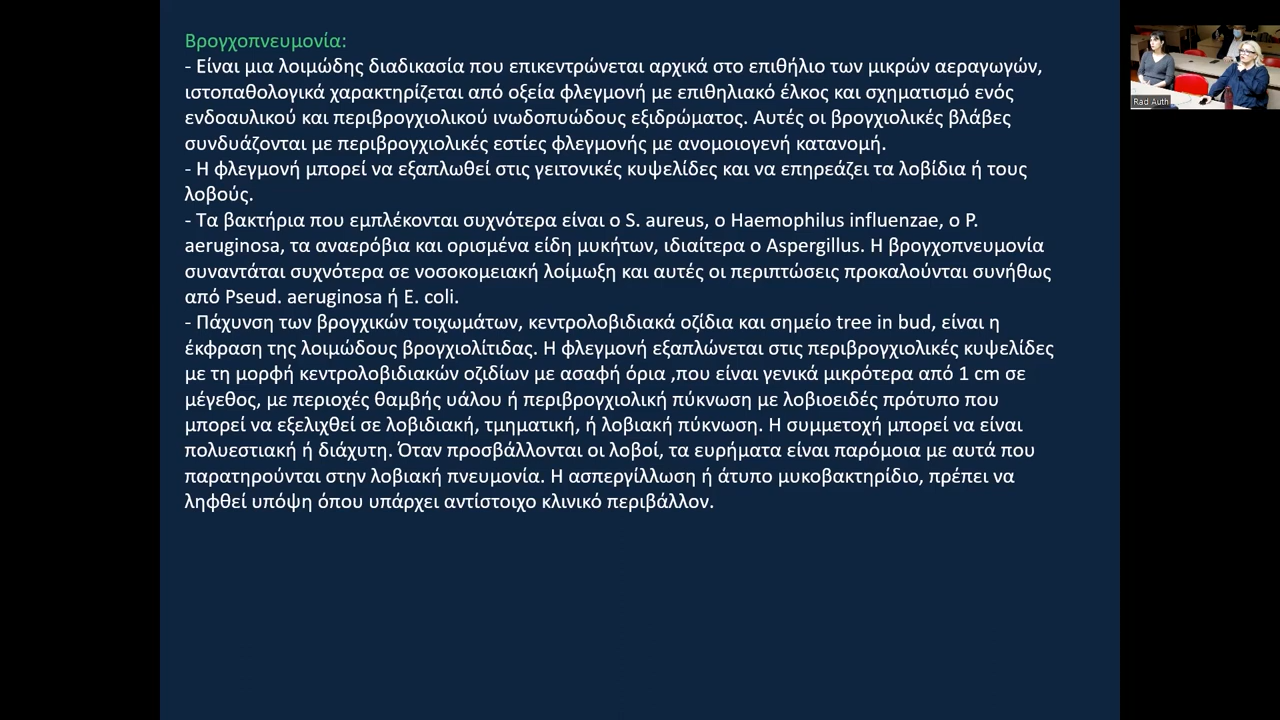 Βρογχοπνευμονία:
- Είναι μια λοιμώδης διαδικασία που επικεντρώνεται αρχικά στο επιθήλιο των μικρών αεραγωγών,
ιστοπαθολογικά χαρακτηρίζεται από οξεία φλεγμονή με επιθηλιακό έλκος και σχηματισμό ενός
ενδοαυλικού και περιβρογχιολικού ινωδοπυώδους εξιδρώματος. Αυτές οι βρογχιολικές βλάβες
συνδυάζονται με περιβρογχιολικές εστίες φλεγμονής με ανομοιογενή κατανομή.
- Η φλεγμονή μπορεί να εξαπλωθεί στις γειτονικές κυψελίδες και να επηρεάζει τα λοβίδια ή τους
λοβούς.
- Τα βακτήρια που εμπλέκονται συχνότερα είναι ο S. aureus, ο Haemophilus influenzae, ο P.
aeruginosa, τα αναερόβια και ορισμένα είδη μυκήτων, ιδιαίτερα ο Aspergillus. Η βρογχοπνευμονία
συναντάται συχνότερα σε νοσοκομειακή λοίμωξη και αυτές οι περιπτώσεις προκαλούνται συνήθως
από Pseud. aeruginosa ή E. coli.
- Πάχυνση των βρογχικών τοιχωμάτων, κεντρολοβιδιακά οζίδια και σημείο tree in bud, είναι η
έκφραση της λοιμώδους βρογχιολίτιδας. Η φλεγμονή εξαπλώνεται στις περιβρογχιολικές κυψελίδες
με τη μορφή κεντρολοβιδιακών οζιδίων με ασαφή όρια ,που είναι γενικά μικρότερα από 1 cm σε
μέγεθος, με περιοχές θαμβής υάλου ή περιβρογχιολική πύκνωση με λοβιοειδές πρότυπο που
μπορεί να εξελιχθεί σε λοβιδιακή, τμηματική, ή λοβιακή πύκνωση. Η συμμετοχή μπορεί να είναι
πολυεστιακή ή διάχυτη. Όταν προσβάλλονται οι λοβοί, τα ευρήματα είναι παρόμοια με αυτά που
παρατηρούνται στην λοβιακή πνευμονία. Η ασπεργίλλωση ή άτυπο μυκοβακτηρίδιο, πρέπει να
ληφθεί υπόψη όπου υπάρχει αντίστοιχο κλινικό περιβάλλον.
Rad Auth